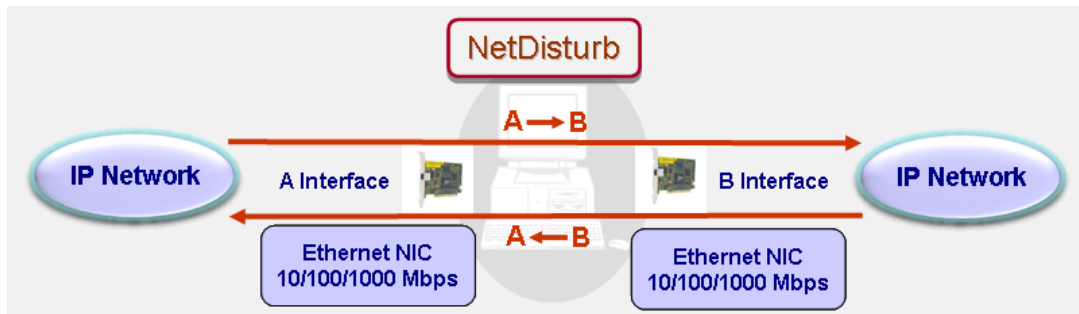 NetDisturb
A → B
IP Network
A Interface
B Interface
IP Network
A ← B
Ethernet NIC
10/100/1000 Mbps
Ethernet NIC
10/100/1000 Mbps